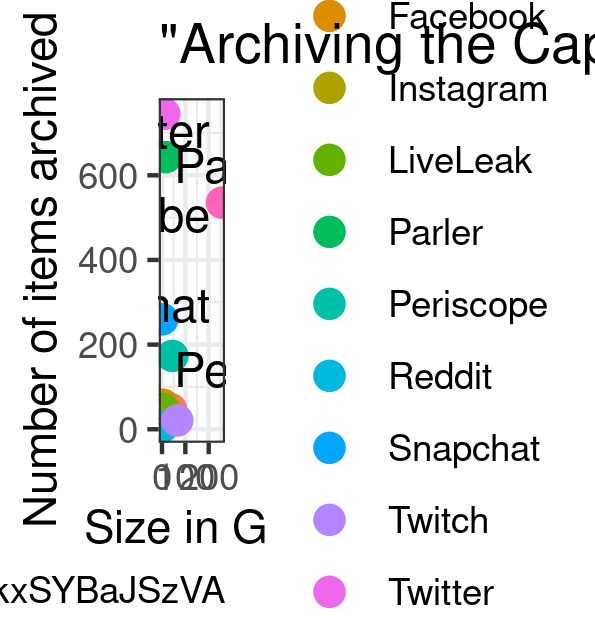 "Archiving the Cap
Number of items archived
600
400
200
0
ter
Pa
be
hat
Pe
0
100
200
Size in G
kxSYBaJSzVA
Facebook
Instagram
LiveLeak
Parler
Periscope
Reddit
Snapchat
Twitch
Twitter